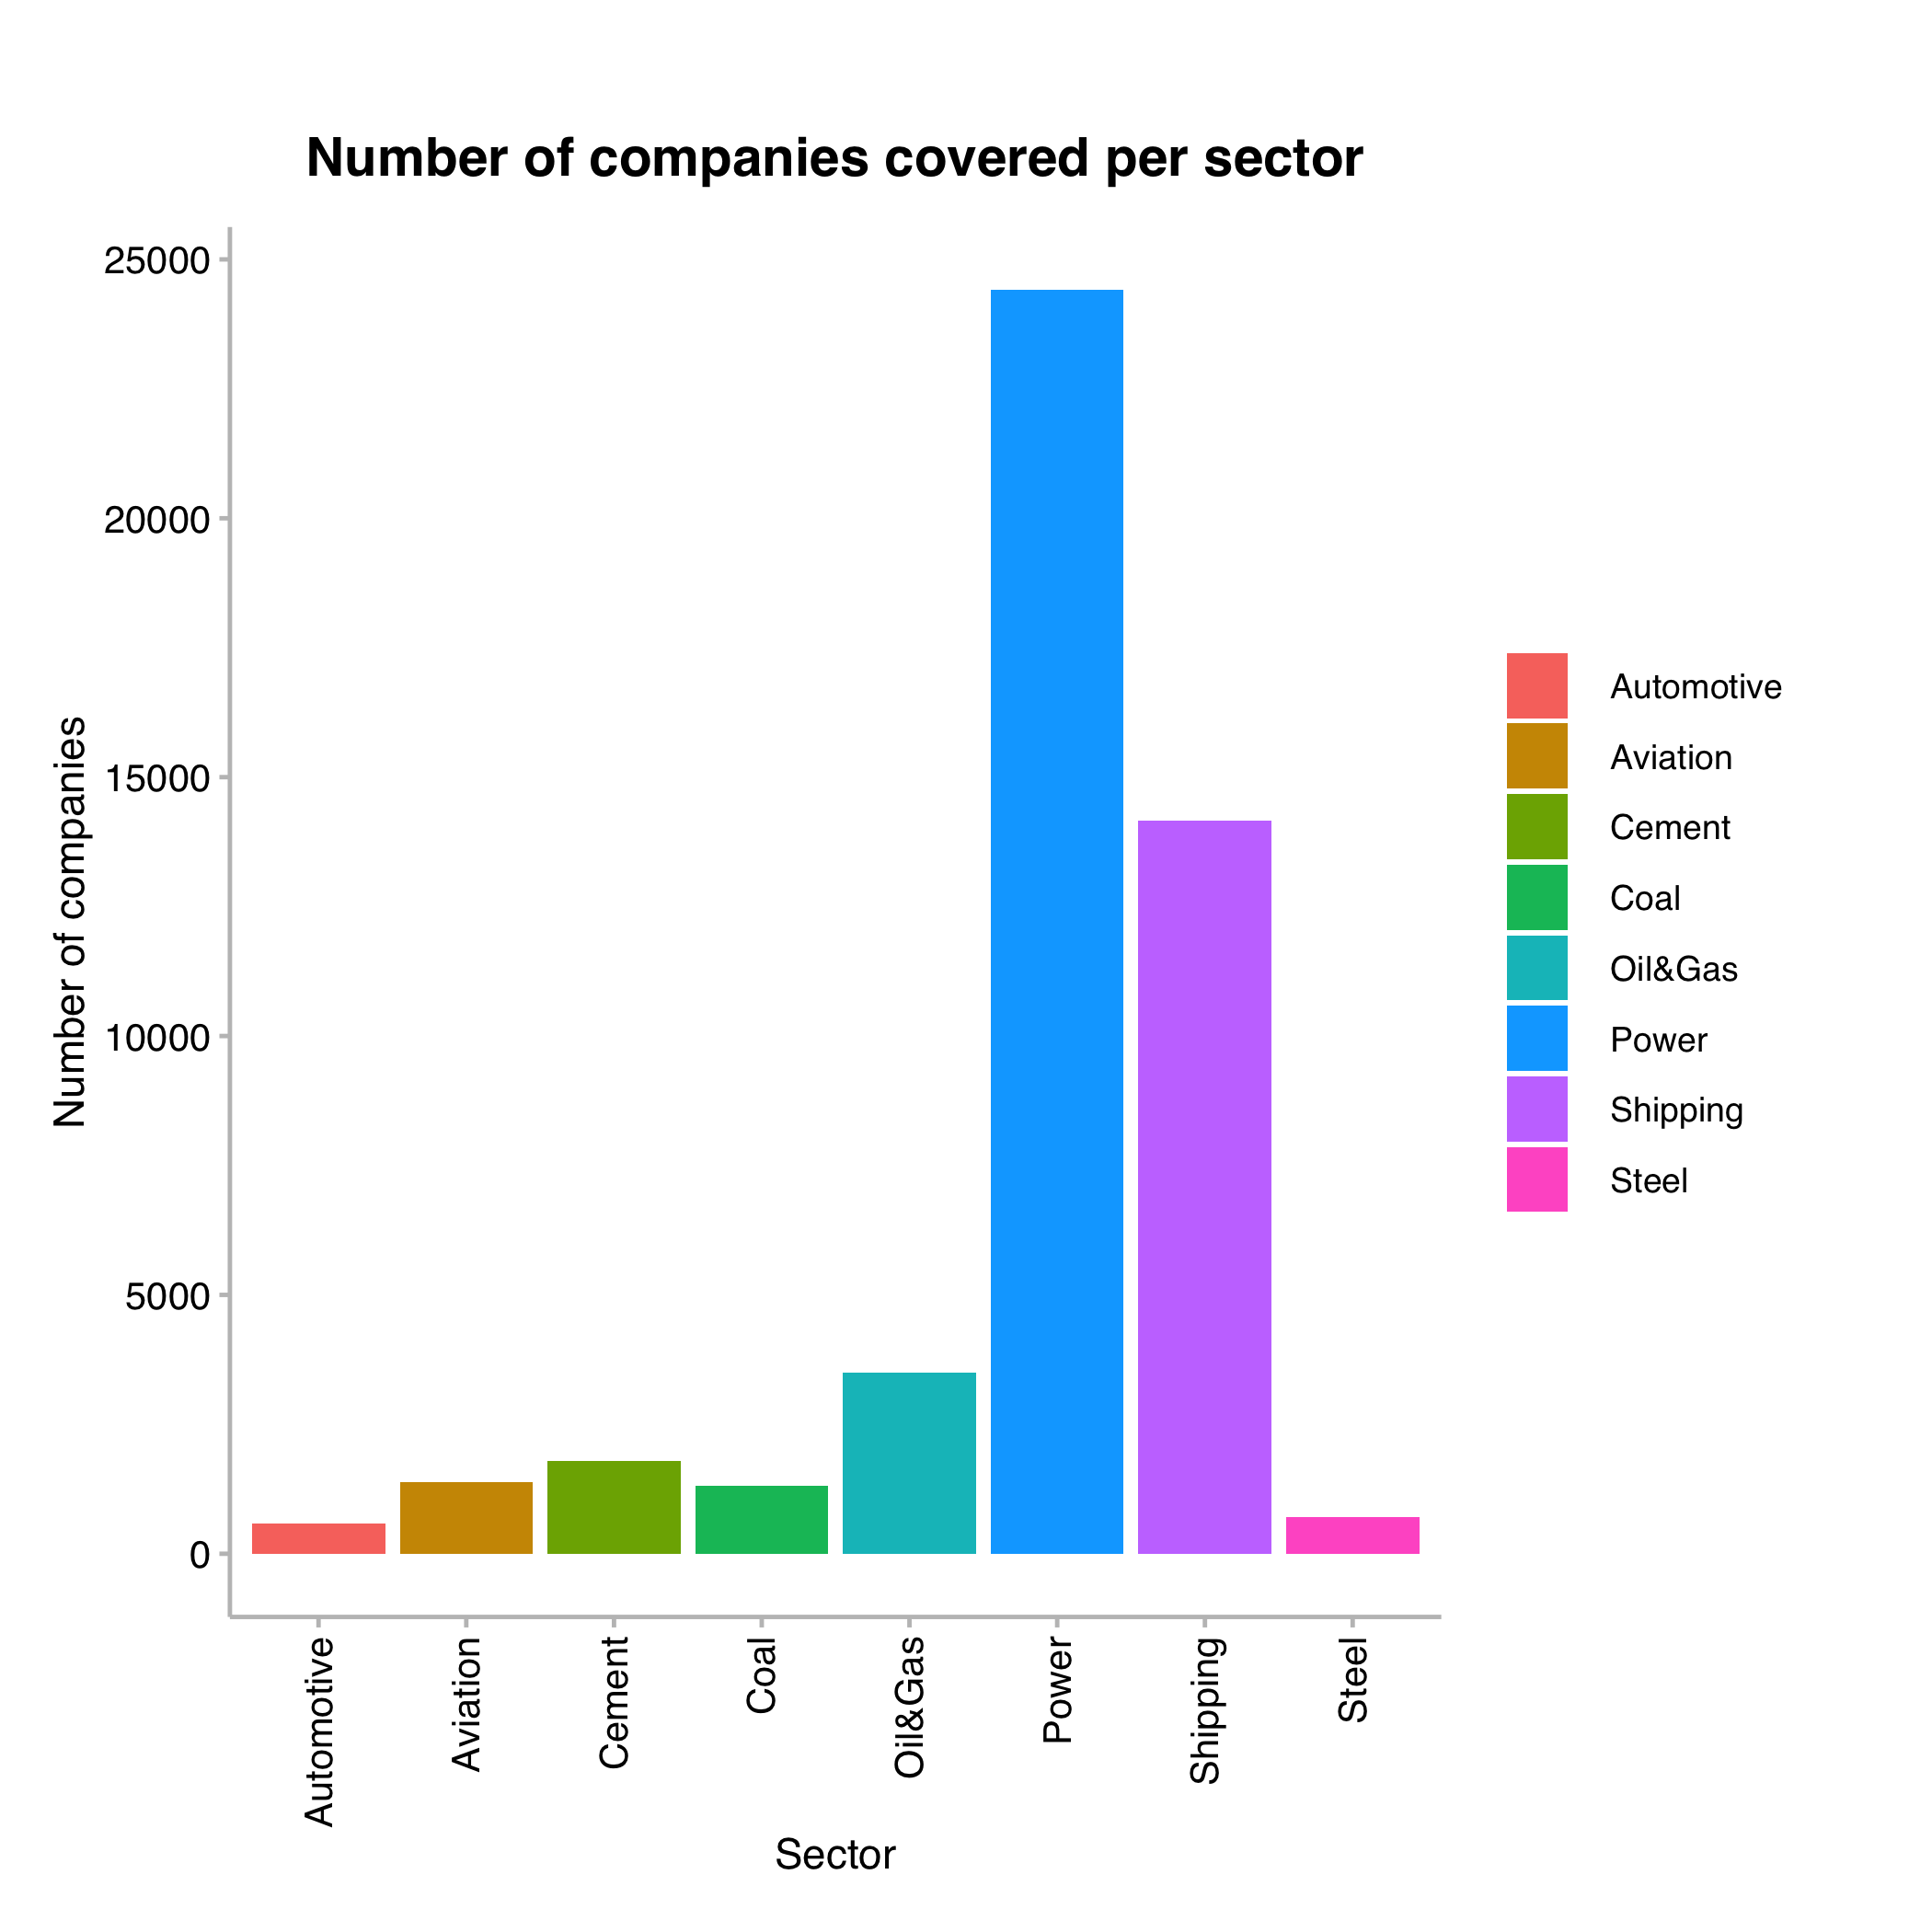 Number of companies covered per sector
Number of companies
25000
20000
15000
10000
5000
0
Automotive
Aviation
Cement
Coal
Oil&Gas
Power
Shipping
Steel
Sector
Automotive
Aviation
Cement
Coal
Oil&Gas
Power
Shipping
Steel